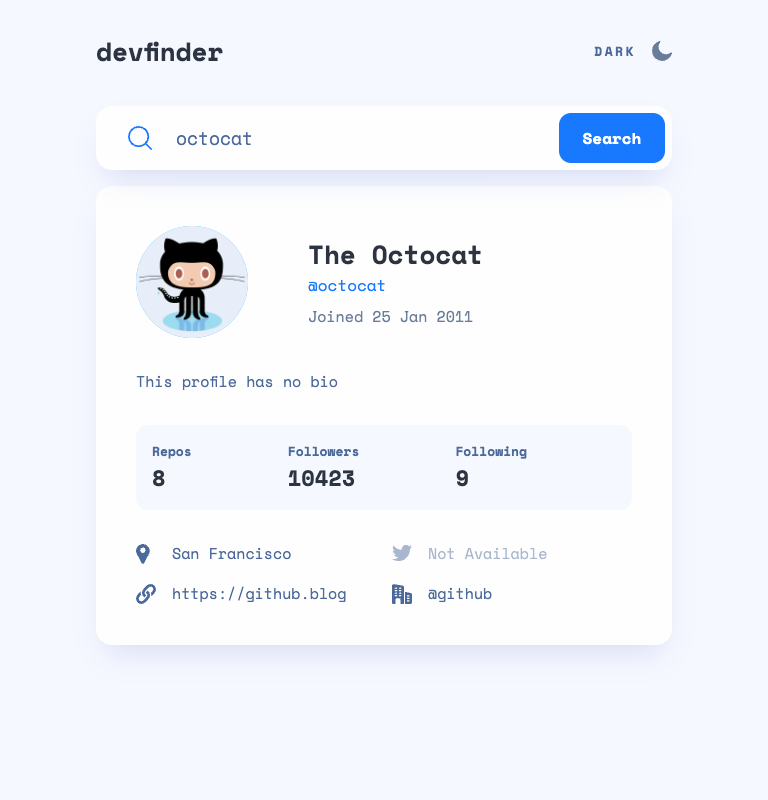 devfinder
DARK
octocat
Search
The Octocat
@octocat
Joined 25 Jan 2011
This profile has no bio
Repos Followers Following
8 10423 9
San Francisco Not Available
https://github.blog @github